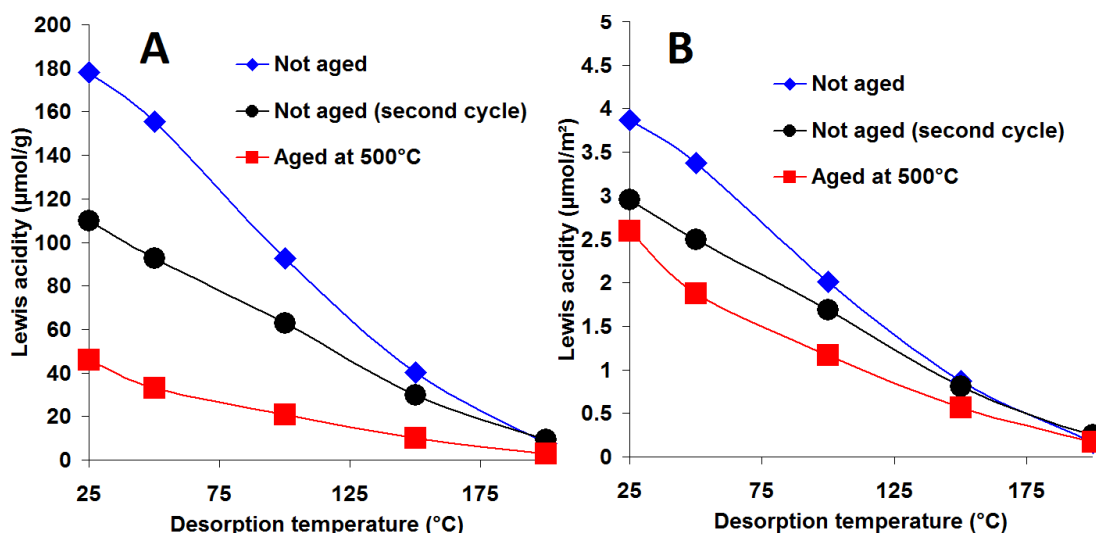 A
Lewis acidity (µmol/g)
200
180
160
140
120
100
80
60
40
20
0
Not aged
Not aged (second cycle)
Aged at 500°C
25
75
125
175
Desorption temperature (°C)
B
Lewis acidity (µmol/m²)
5
4.5
4
3.5
3
2.5
2
1.5
1
0.5
0
Not aged
Not aged (second cycle)
Aged at 500°C
25
75
125
175
Desorption temperature (°C)